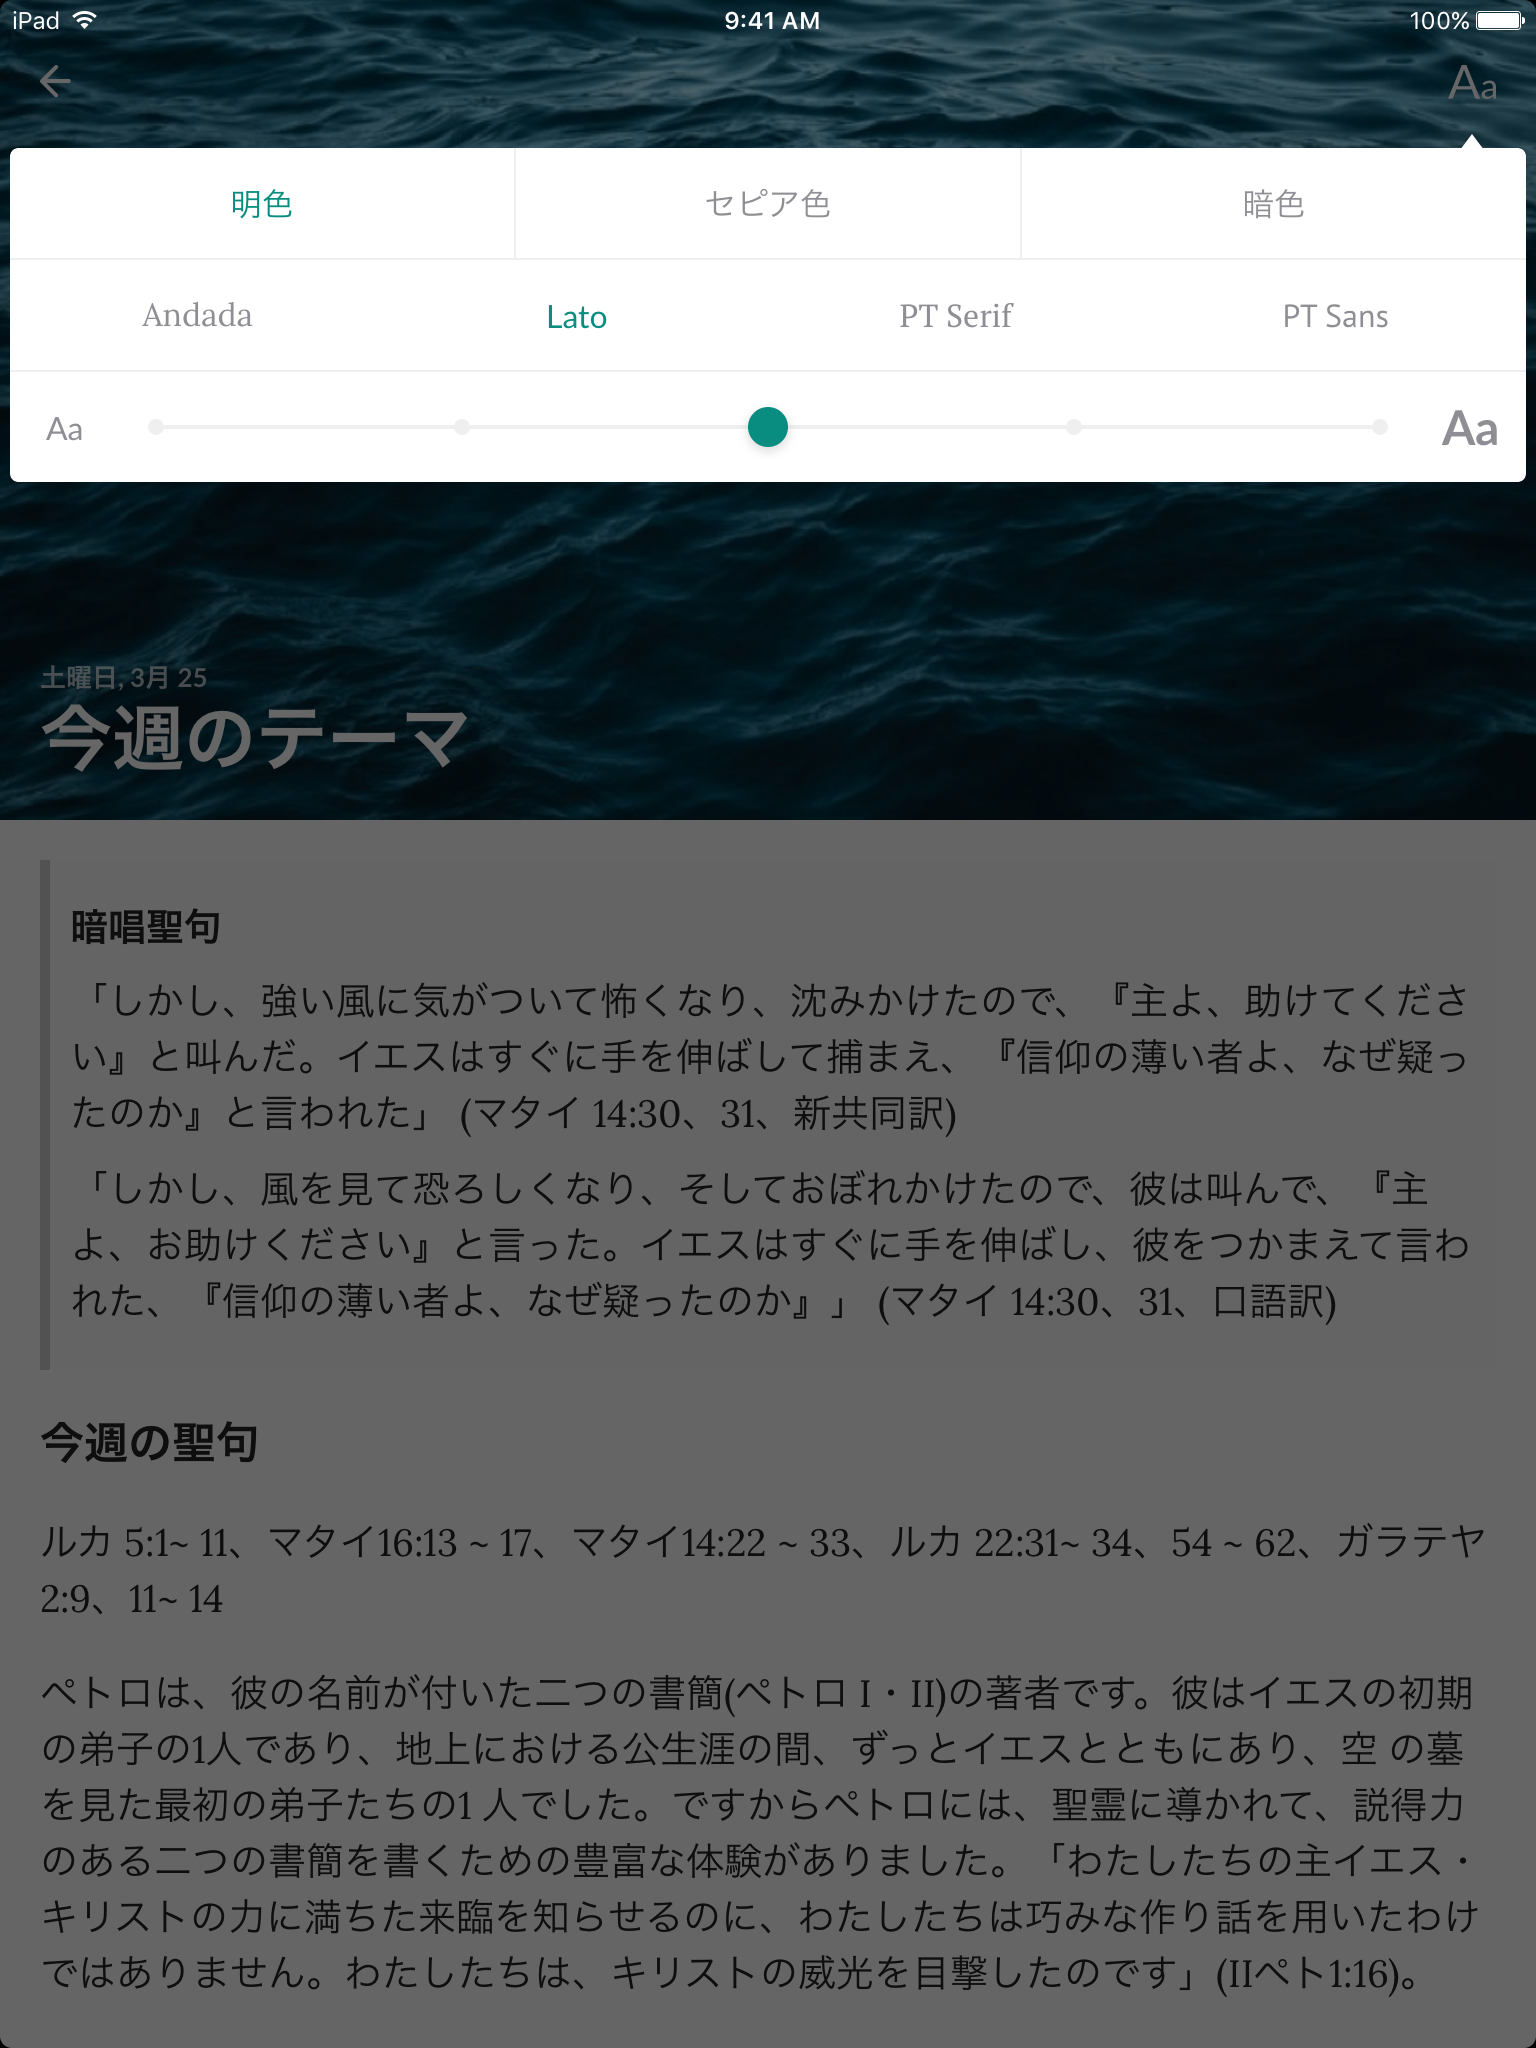 iPad 9:41 AM 100%
Aa
明色 セピア色 暗色
Andada Lato PT Serif PT Sans
Aa Aa
土曜日, 3月 25
今週のテーマ
暗唱聖句
「しかし、強い風に気がついて怖くなり、沈みかけたので、『主よ、助けてくださ
い』と叫んだ。イエスはすぐに手を伸ばして捕まえ、『信仰の薄い者よ、なぜ疑っ
たのか』と言われた」 (マタイ 14:30、31、新共同訳)
「しかし、風を見て恐ろしくなり、そしておぼれかけたので、彼は叫んで、『主
よ、お助けください』と言った。イエスはすぐに手を伸ばし、彼をつかまえて言わ
れた、『信仰の薄い者よ、なぜ疑ったのか』」 (マタイ 14:30、31、口語訳)
今週の聖句
ルカ 5:1~ 11、マタイ16:13 ~ 17、マタイ14:22 ~ 33、ルカ 22:31~ 34、54 ~ 62、ガラテヤ
2:9、11~ 14
ペトロは、彼の名前が付いた二つの書簡(ペトロ I・II)の著者です。彼はイエスの初期
の弟子の1人であり、地上における公生涯の間、ずっとイエスとともにあり、空 の墓
を見た最初の弟子たちの1 人でした。ですからペトロには、聖霊に導かれて、説得力
のある二つの書簡を書くための豊富な体験がありました。「わたしたちの主イエス・
キリストの力に満ちた来臨を知らせるのに、わたしたちは巧みな作り話を用いたわけ
ではありません。わたしたちは、キリストの威光を目撃したのです」(IIペト1:16)。